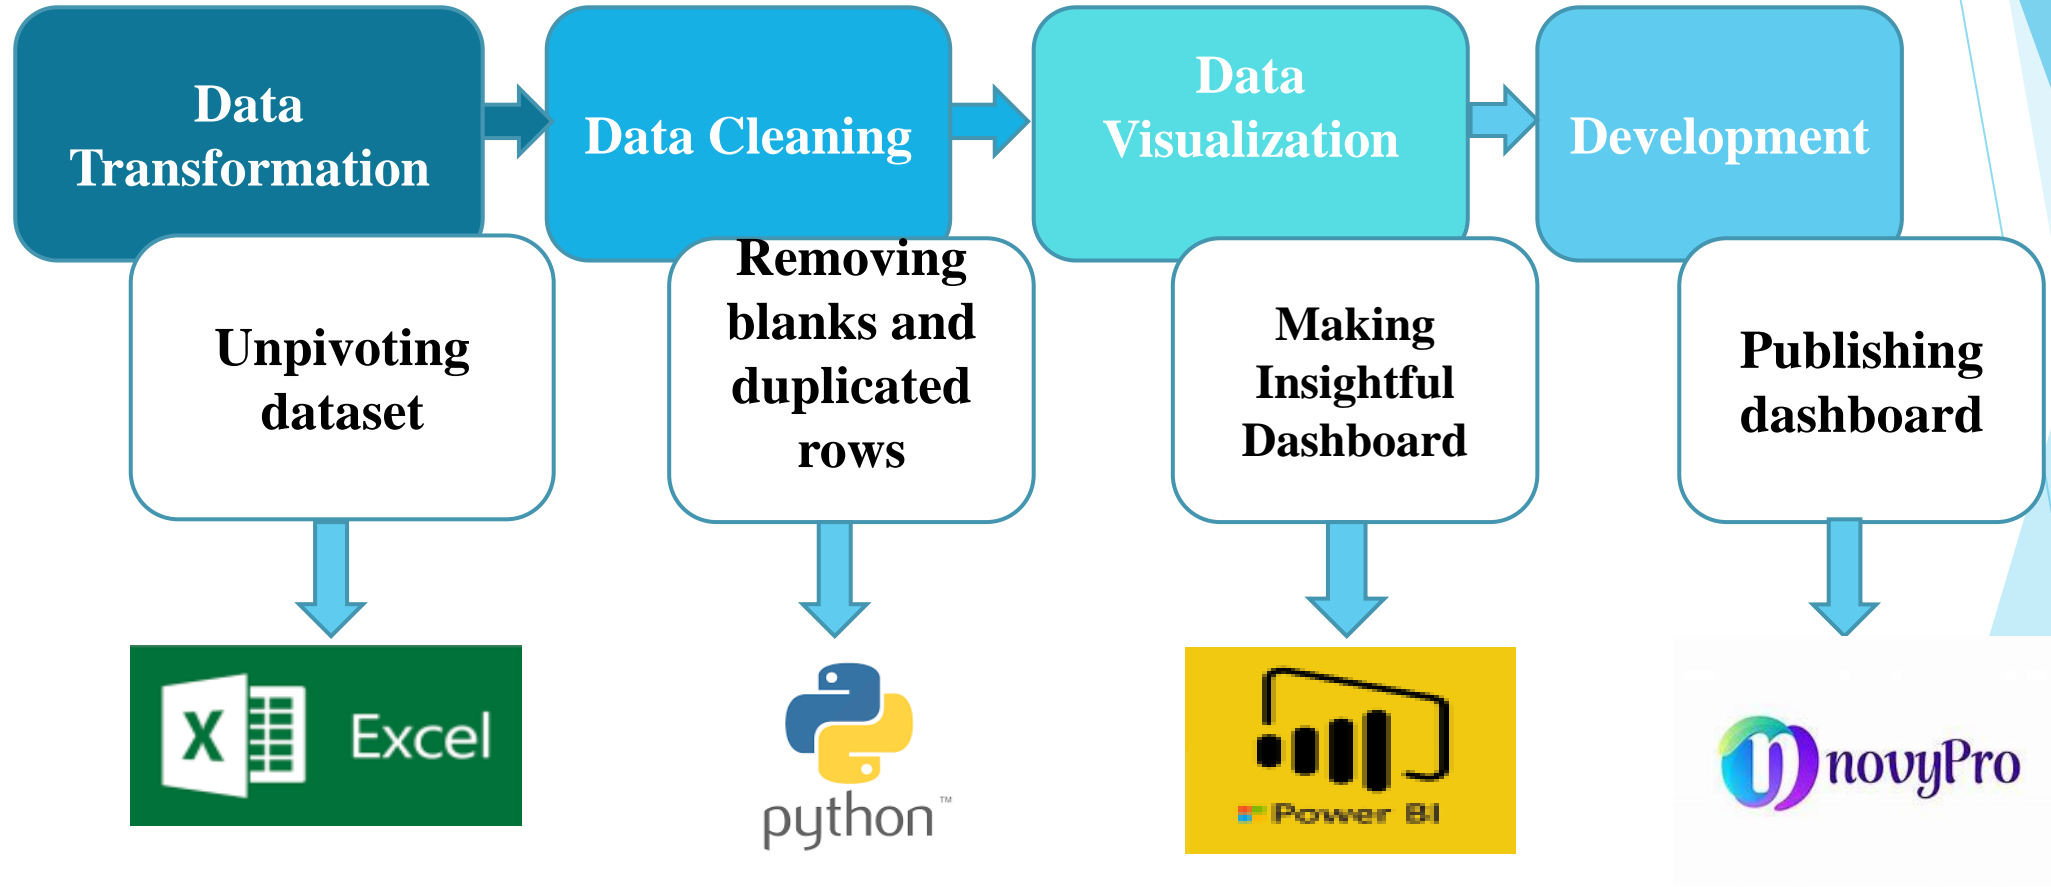 Data
Transformation
Data Cleaning
Data
Visualization
Development
Unpivoting
dataset
Removing
blanks and
duplicated
rows
Making
Insightful
Dashboard
Publishing
dashboard
X Excel
python™
Power BI
novyPro